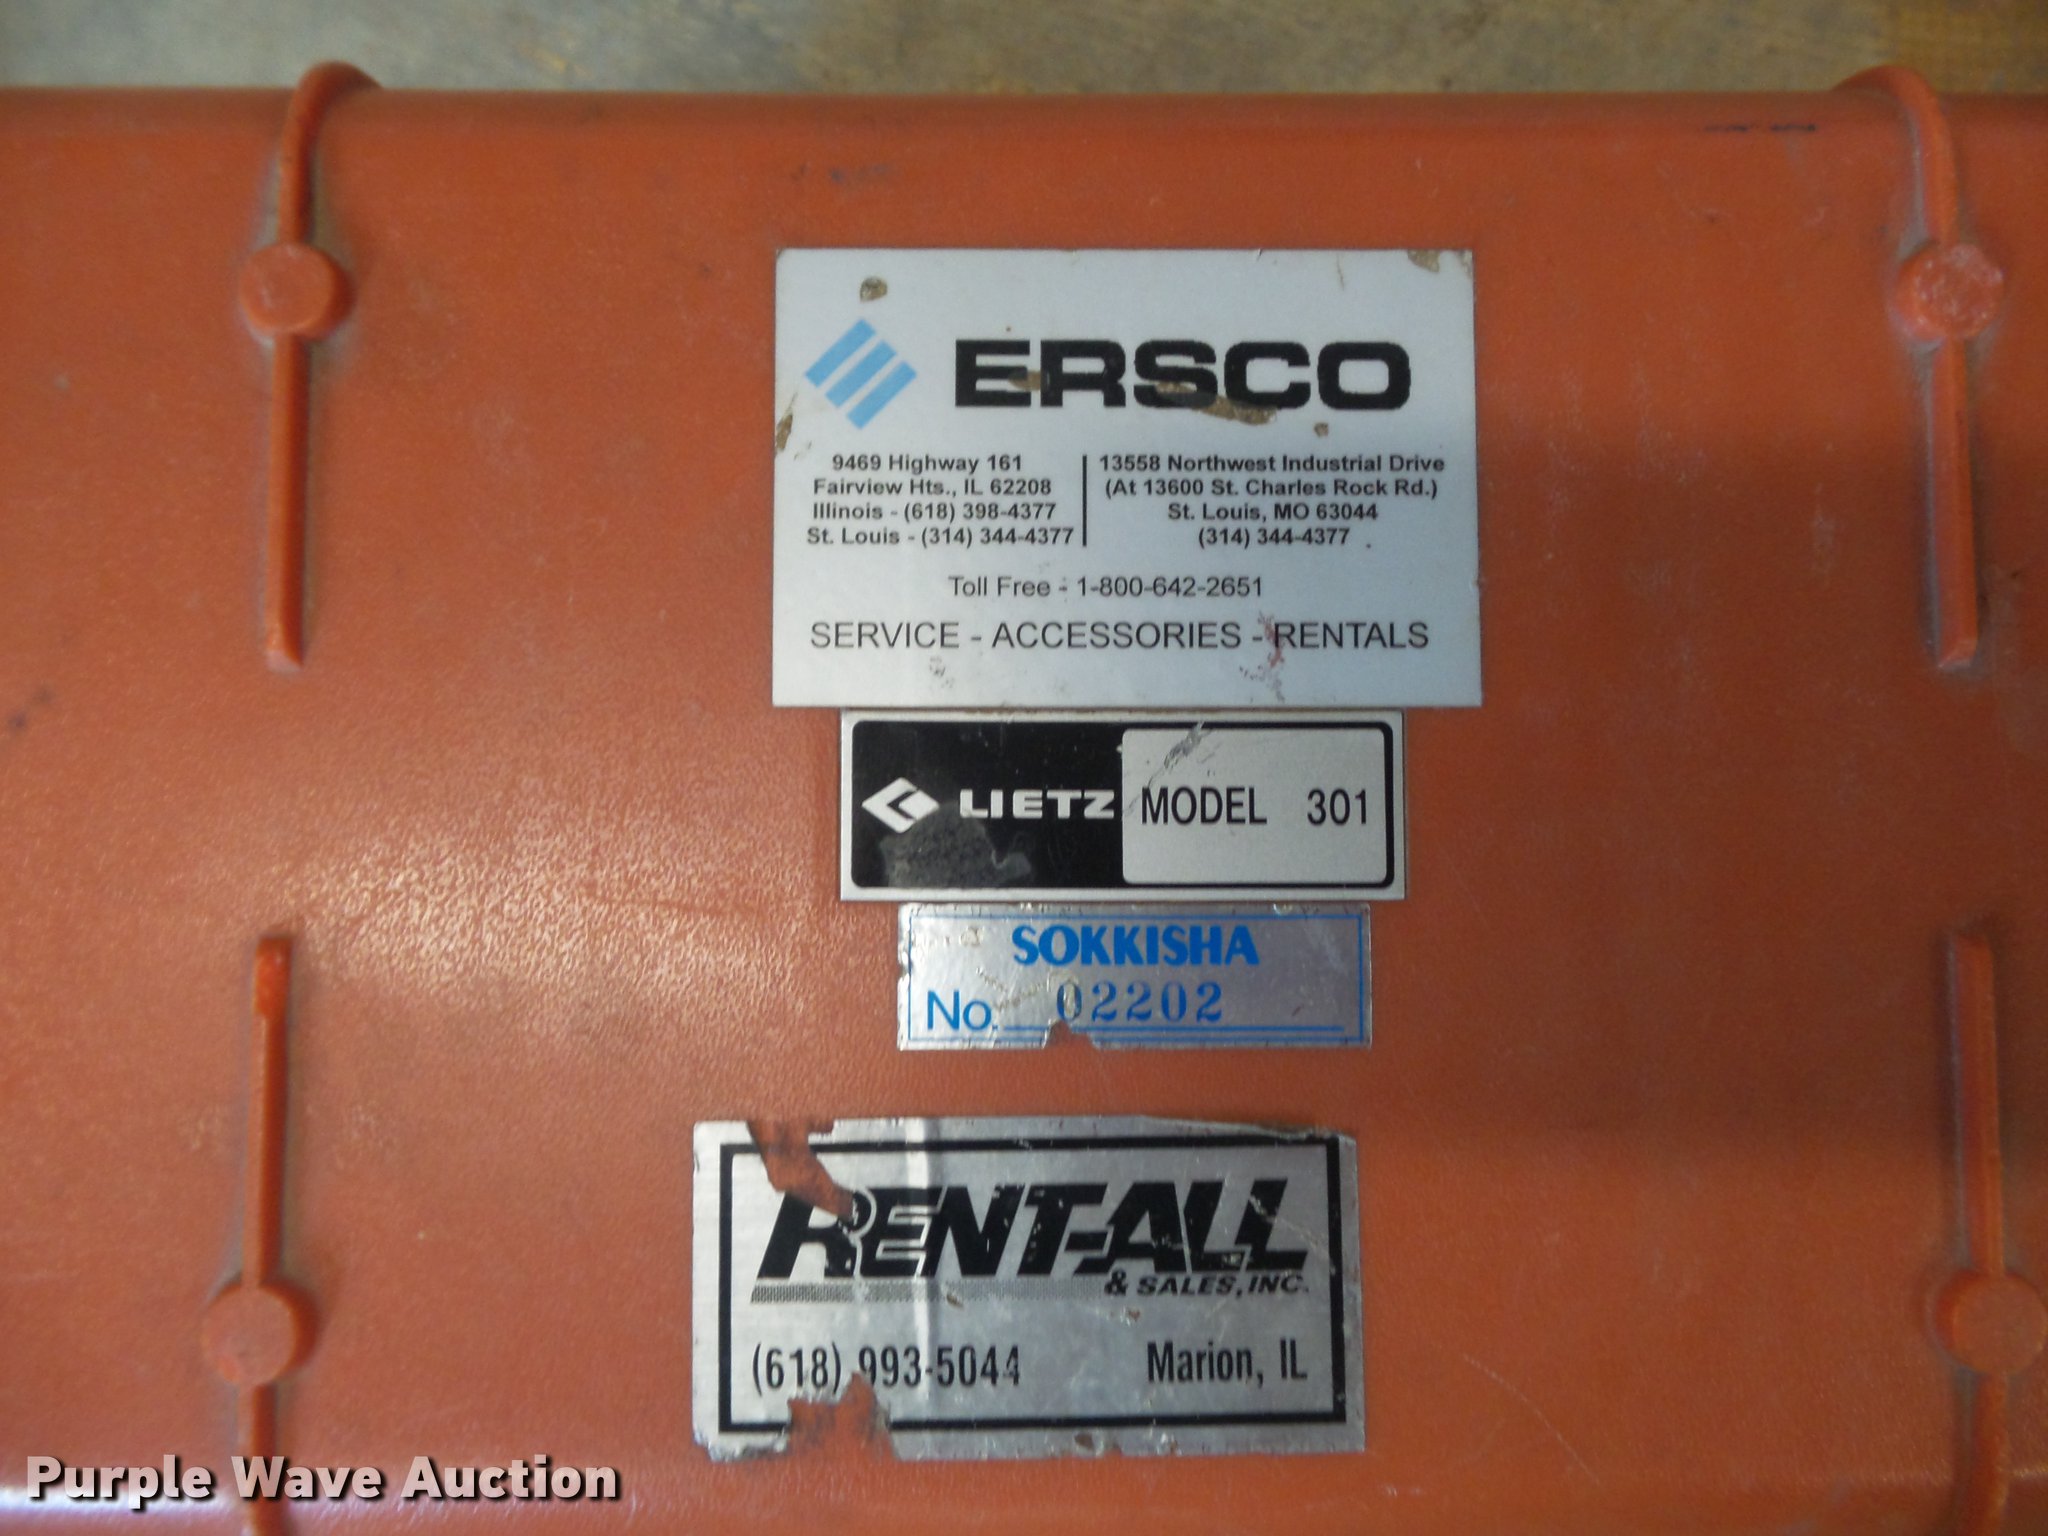 ERSCO
9469 Highway 161
Fairview Hts., IL 62208
Illinois - (618) 398-4377
St. Louis - (314) 344-4377
13558 Northwest Industrial Drive
(At 13600 St. Charles Rock Rd.)
St. Louis, MO 63044
(314) 344-4377
Toll Free - 1-800-642-2651
SERVICE - ACCESSORIES - RENTALS
LIETZ MODEL 301
SOKKISHA
No. 02202
RENT-ALL
& SALES, INC.
(618) 993-5044 Marion, IL
Purple Wave Auction